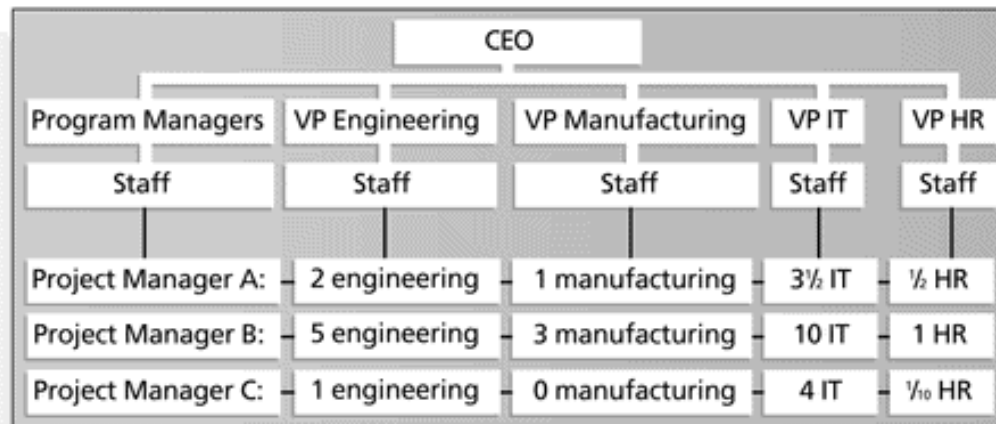 CEO
Program Managers VP Engineering VP Manufacturing VP IT VP HR
Staff Staff Staff Staff Staff
Project Manager A: 2 engineering 1 manufacturing 3½ IT ½ HR
Project Manager B: 5 engineering 3 manufacturing 10 IT 1 HR
Project Manager C: 1 engineering 0 manufacturing 4 IT 1/10 HR